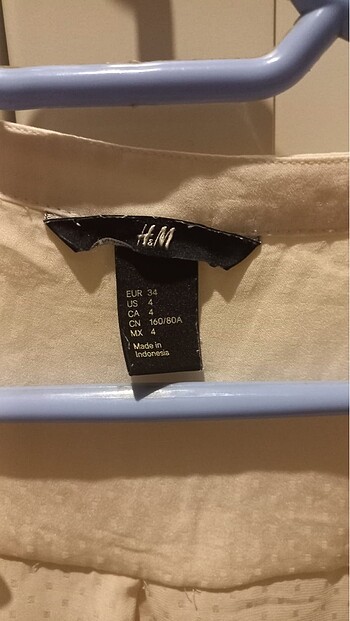 H&M
EUR 34
US 4
CA 4
CN 160/80A
MX 4
Made in
Indonesia